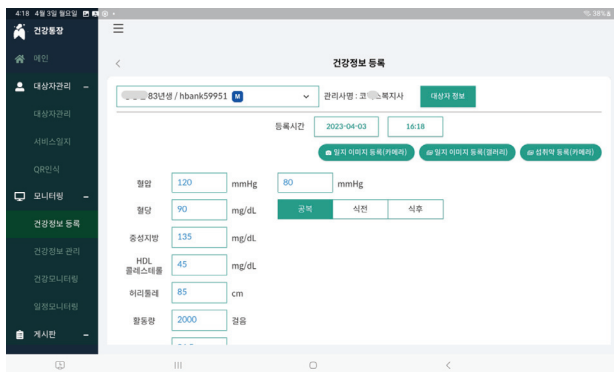 4:18 4월 3일 월요일
38%
건강통장
메인
대상자관리
대상자관리
서비스일지
QR인식
모니터링
건강정보 등록
건강정보 관리
건강모니터링
일정모니터링
게시판
건강정보 등록
83년생 / hbank59951 M
관리사명 : 코 복지사
대상자 정보
등록시간 2023-04-03 16:18
일지 이미지 등록(카메라) 일지 이미지 등록(갤러리) 섭취약 등록(카메라)
혈압 120 mmHg 80 mmHg
혈당 90 mg/dL 공복 식전 식후
중성지방 135 mg/dL
HDL
콜레스테롤 45 mg/dL
허리둘레 85 cm
활동량 2000 걸음